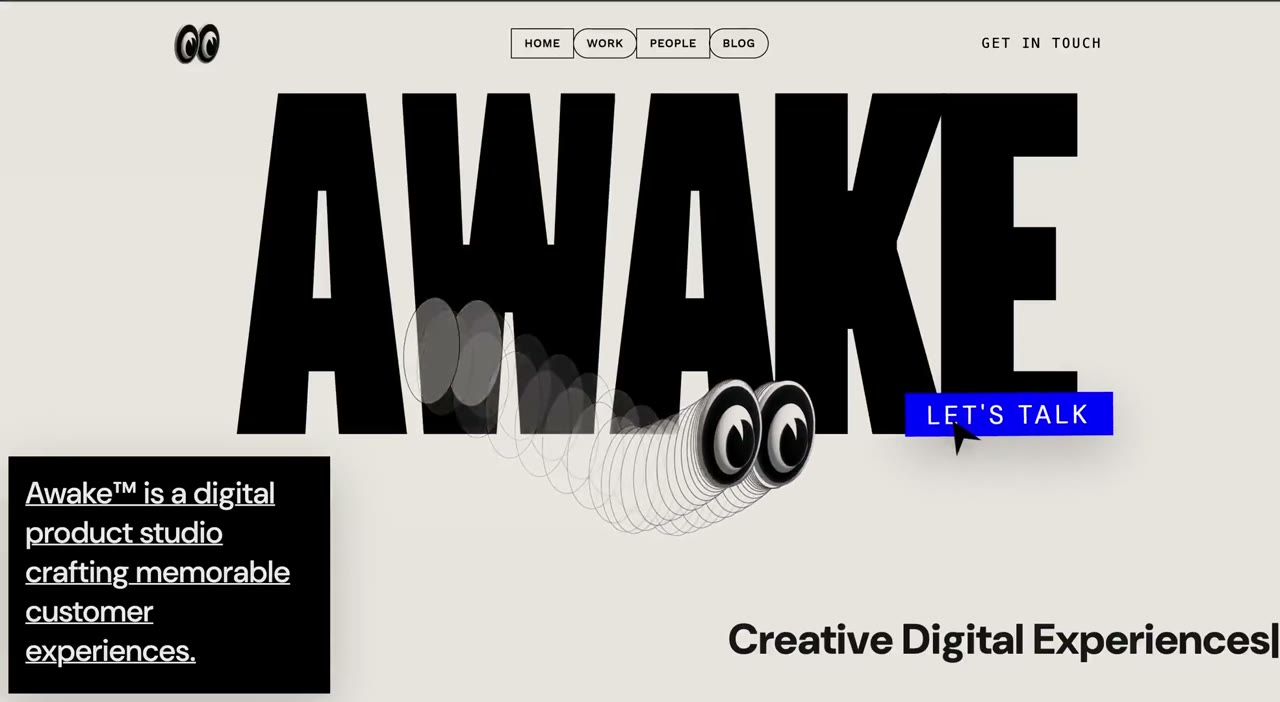 HOME
WORK
PEOPLE
BLOG
GET IN TOUCH
AWAKE
LET'S TALK
Awake™ is a digital
product studio
crafting memorable
customer
experiences.
Creative Digital Experiences|